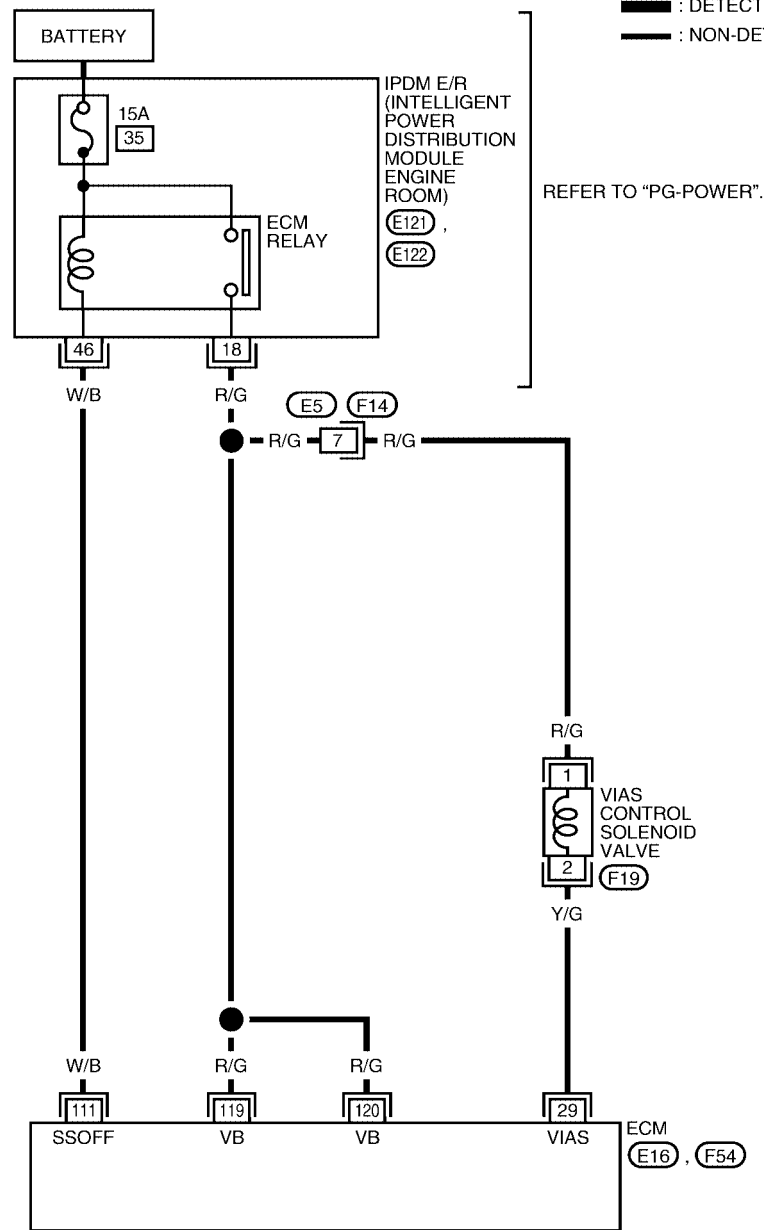 : DETECT
: NON-DE
BATTERY
15A
35
IPDM E/R
(INTELLIGENT
POWER
DISTRIBUTION
MODULE
ENGINE
ROOM)
E121 ,
E122
REFER TO “PG-POWER”.
ECM
RELAY
46
18
W/B
R/G
E5
F14
R/G
7
R/G
R/G
1
VIAS
CONTROL
SOLENOID
VALVE
2
F19
Y/G
W/B
R/G
R/G
111
119
120
29
SSOFF
VB
VB
VIAS
ECM
E16 , F54